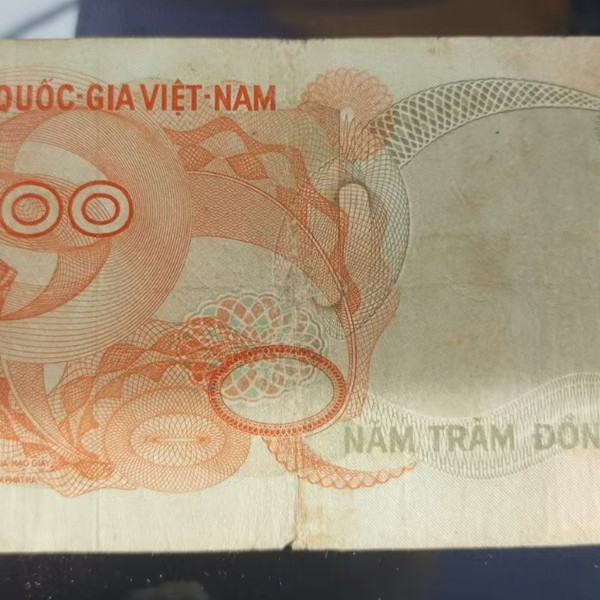 QUỐC-GIA VIỆT-NAM
00
NĂM TRĂM ĐỒN